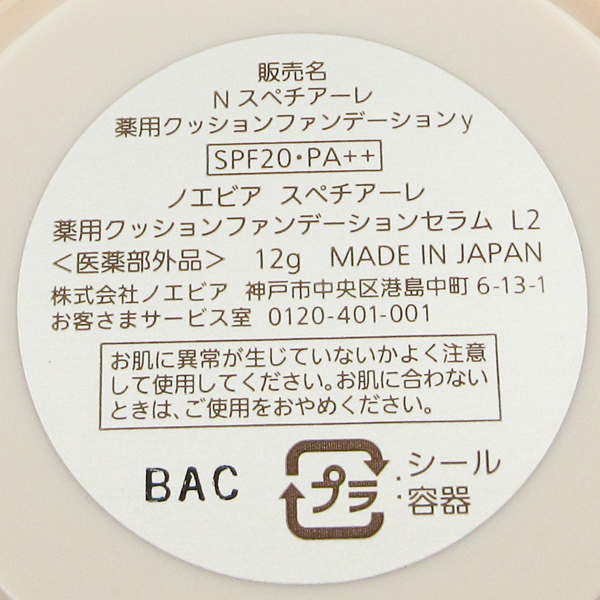 販売名
N スペチアーレ
薬用クッションファンデーションy
SPF20・PA++
ノエビア スペチアーレ
薬用クッションファンデーションセラム L2
＜医薬部外品＞ 12g MADE IN JAPAN
株式会社ノエビア 神戸市中央区港島中町 6-13-1
お客さまサービス室 0120-401-001
お肌に異常が生じていないかよく注意
して使用してください。お肌に合わない
ときは、ご使用をおやめください。
BAC
プラ
:シール
:容器